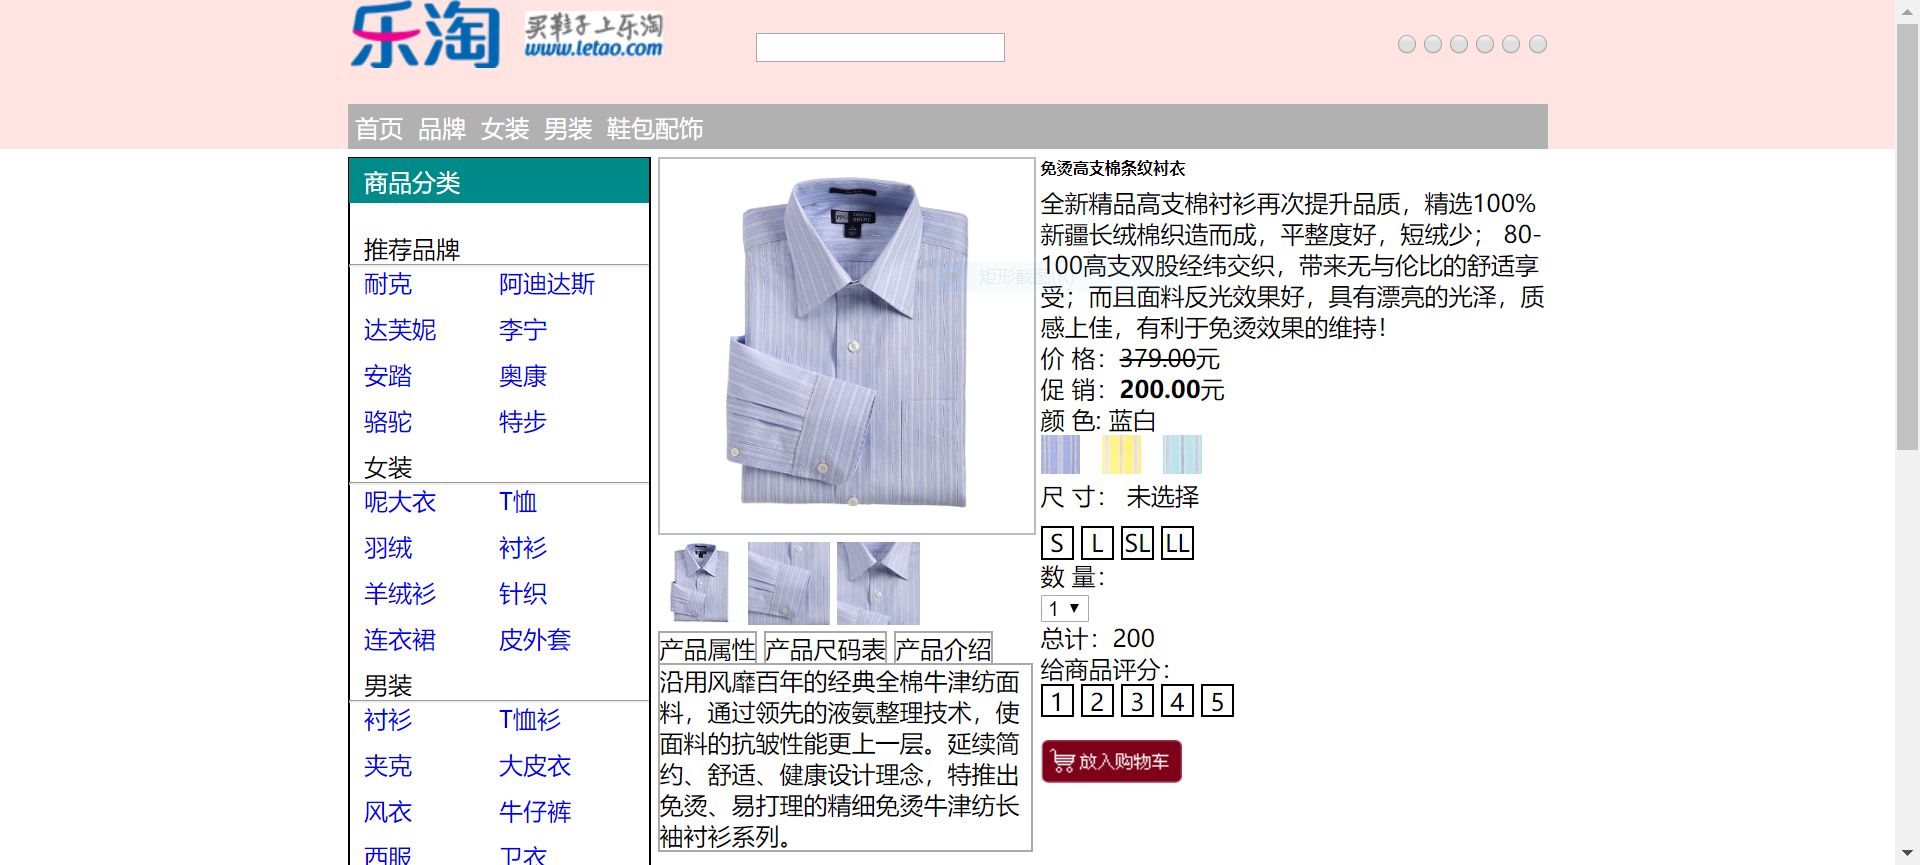 乐淘
买鞋子上乐淘
www.letao.com
首页 品牌 女装 男装 鞋包配饰
商品分类
推荐品牌
耐克 阿迪达斯
达芙妮 李宁
安踏 奥康
骆驼 特步
女装
呢大衣 T恤
羽绒 衬衫
羊绒衫 针织
连衣裙 皮外套
男装
衬衫 T恤衫
夹克 大皮衣
风衣 牛仔裤
西服 卫衣
矩形截图
产品属性 产品尺码表 产品介绍
沿用风靡百年的经典全棉牛津纺面
料，通过领先的液氨整理技术，使
面料的抗皱性能更上一层。延续简
约、舒适、健康设计理念，特推出
免烫、易打理的精细免烫牛津纺长
袖衬衫系列。
免烫高支棉条纹衬衣
全新精品高支棉衬衫再次提升品质，精选100%
新疆长绒棉织造而成，平整度好，短绒少； 80-
100高支双股经纬交织，带来无与伦比的舒适享
受；而且面料反光效果好，具有漂亮的光泽，质
感上佳，有利于免烫效果的维持！
价 格：379.00元
促 销：200.00元
颜 色: 蓝白
尺 寸： 未选择
S L SL LL
数 量：
1
总计：200
给商品评分：
1 2 3 4 5
放入购物车